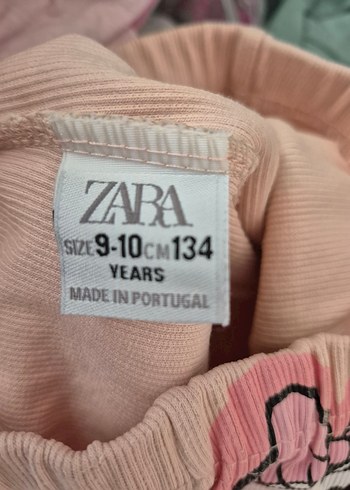 ZARA
SIZE 9-10 CM 134
YEARS
MADE IN PORTUGAL